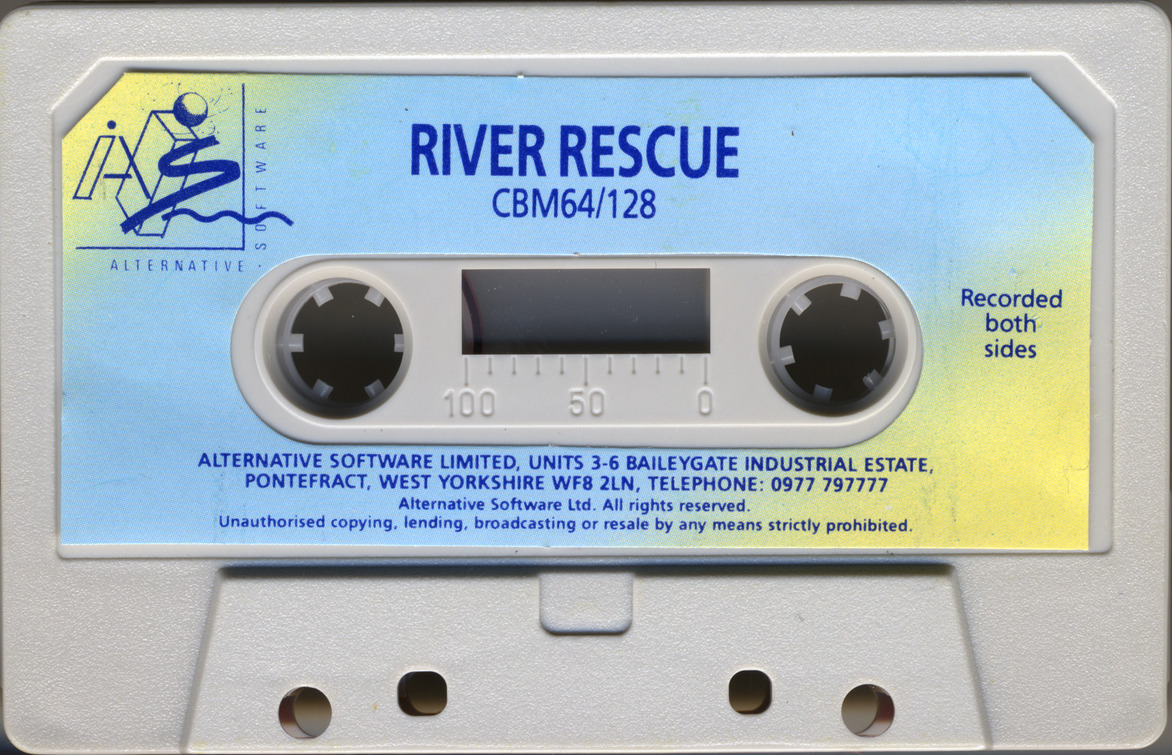 RIVER RESCUE
CBM64/128
SOFTWARE
ALTERNATIVE
Recorded
both
sides
100 50 0
ALTERNATIVE SOFTWARE LIMITED, UNITS 3-6 BAILEYGATE INDUSTRIAL ESTATE,
PONTEFRACT, WEST YORKSHIRE WF8 2LN, TELEPHONE: 0977 797777
Alternative Software Ltd. All rights reserved.
Unauthorised copying, lending, broadcasting or resale by any means strictly prohibited.